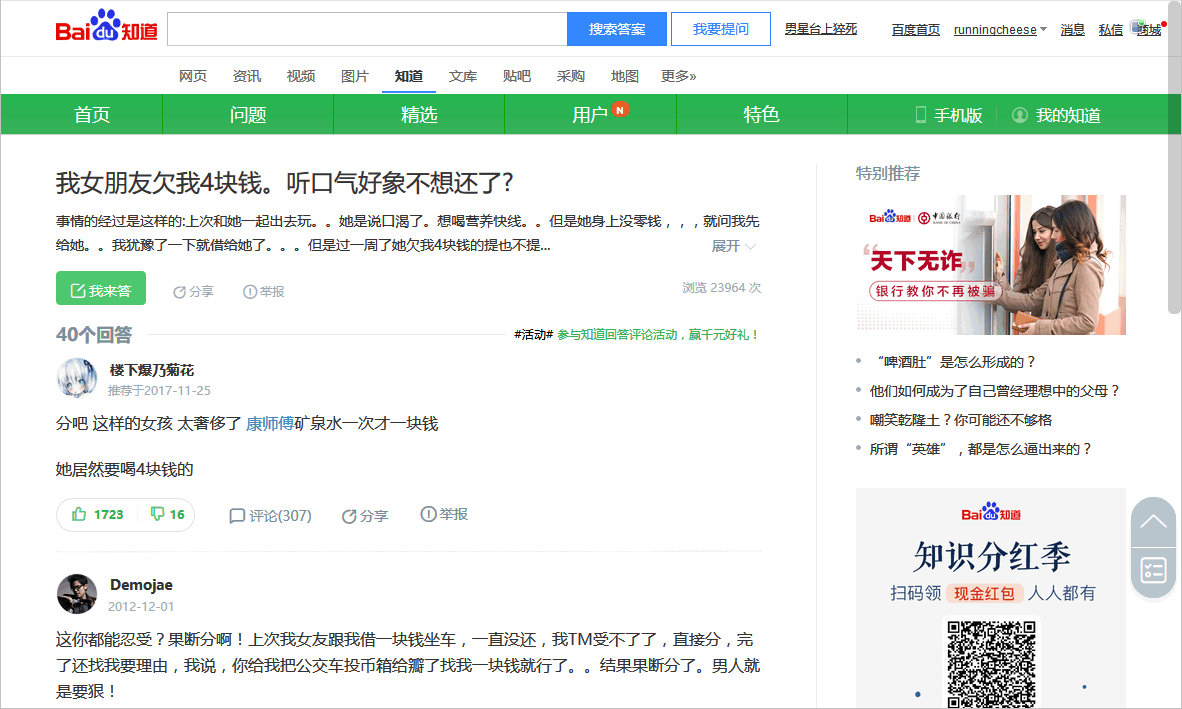 Baidu知道
搜索答案
我要提问
男星台上猝死
百度首页
runningcheese
消息
私信
商城
网页 资讯 视频 图片 知道 文库 贴吧 采购 地图 更多»
首页 问题 精选 用户 N 特色 手机版 我的知道
我女朋友欠我4块钱。听口气好象不想还了?
事情的经过是这样的:上次和她一起出去玩。。她是说口渴了。想喝营养快线。。但是她身上没零钱，，，就问我先
给她。。我犹豫了一下就借给她了。。。但是过一周了她欠我4块钱的提也不提...
展开
我来答 分享 举报
浏览 23964 次
40个回答
#活动# 参与知道回答评论活动，赢千元好礼！
楼下爆乃菊花
推荐于2017-11-25
分吧 这样的女孩 太奢侈了 康师傅矿泉水一次才一块钱
她居然要喝4块钱的
1723 16 评论(307) 分享 举报
Demojae
2012-12-01
这你都能忍受？果断分啊！上次我女友跟我借一块钱坐车，一直没还，我TM受不了了，直接分，完
了还找我要理由，我说，你给我把公交车投币箱给瓣了找我一块钱就行了。。结果果断分了。男人就
是要狠！
特别推荐
Baidu知道 中国银行
BANK OF CHINA
“天下无诈”
银行教你不再被骗
“啤酒肚”是怎么形成的？
他们如何成为了自己曾经理想中的父母？
嘲笑乾隆土？你可能还不够格
所谓“英雄”，都是怎么逼出来的？
Baidu知道
知识分红季
扫码领 现金红包 人人都有